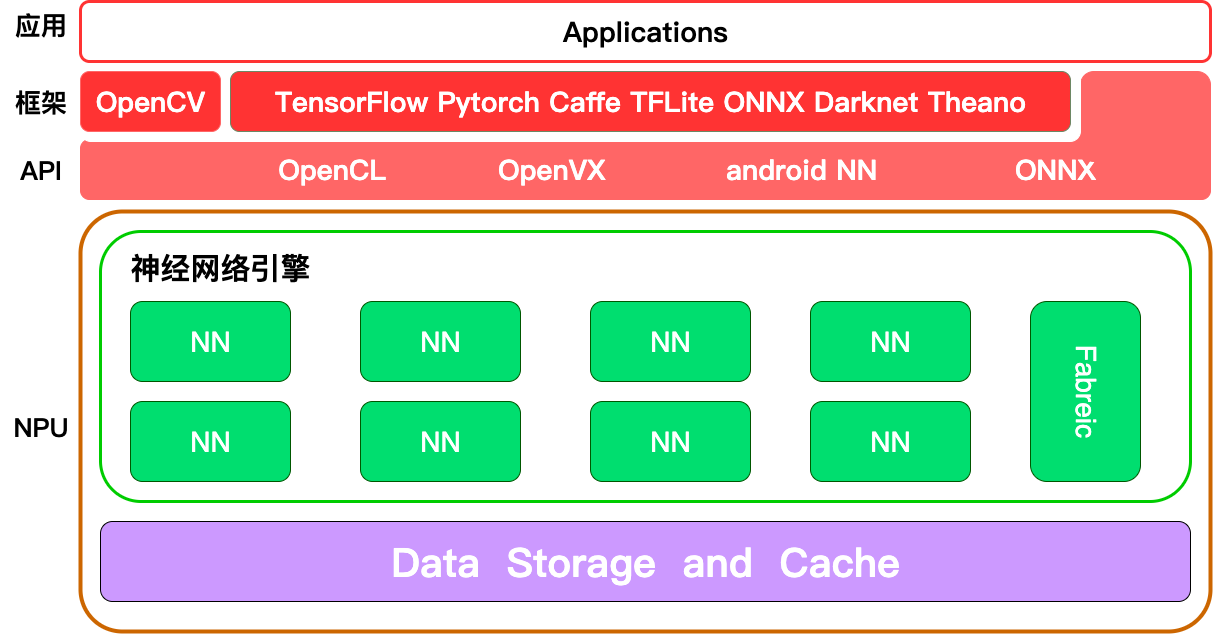 应用
Applications
框架
OpenCV
TensorFlow Pytorch Caffe TFLite ONNX Darknet Theano
API
OpenCL OpenVX android NN ONNX
NPU
神经网络引擎
NN NN NN NN
NN NN NN NN
Fabreic
Data Storage and Cache